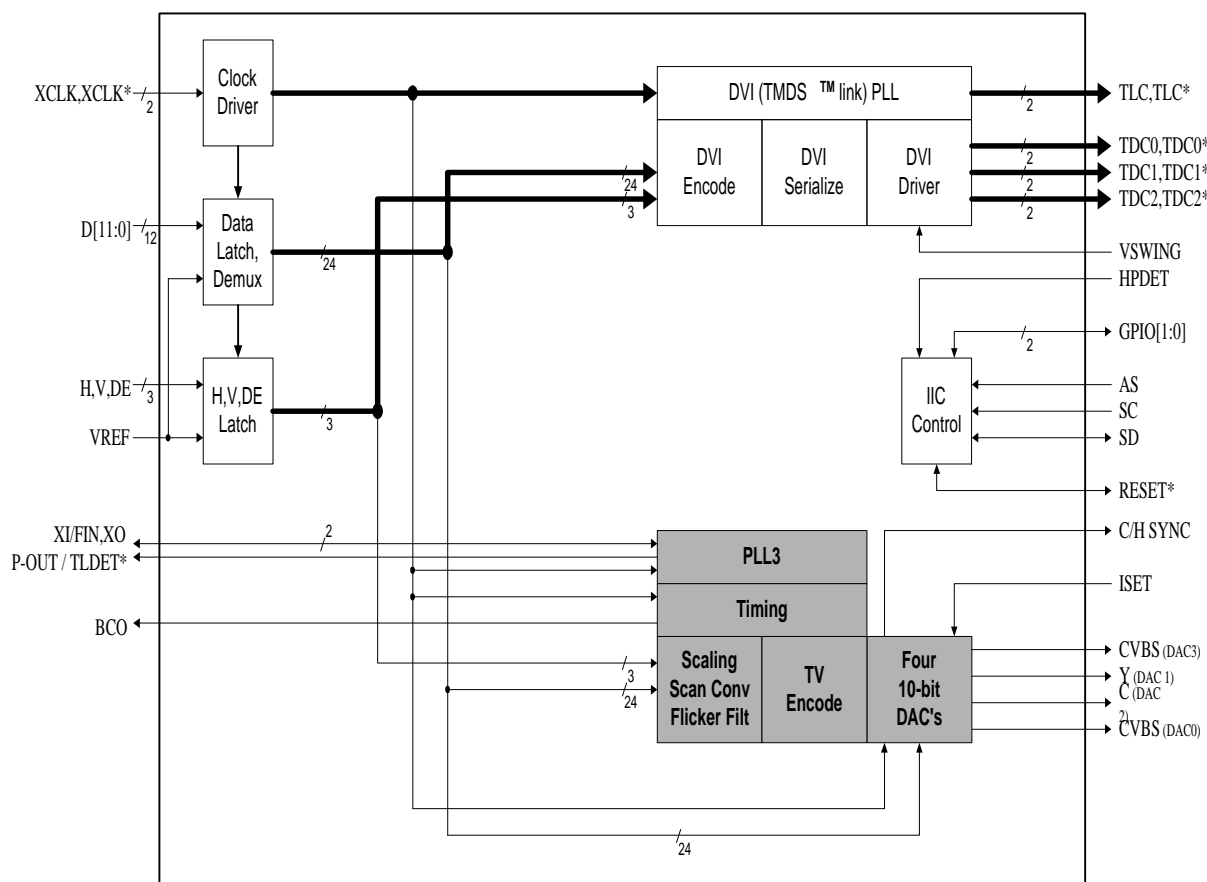 XCLK,XCLK*
2
Clock
Driver
DVI (TMDS ™ link) PLL
2
TLC,TLC*
DVI
Encode
DVI
Serialize
DVI
Driver
24
3
2
TDC0,TDC0*
2
TDC1,TDC1*
2
TDC2,TDC2*
D[11:0]
12
Data
Latch,
Demux
24
VSWING
HPDET
GPIO[1:0]
2
H,V,DE
3
H,V,DE
Latch
3
VREF
IIC
Control
AS
SC
SD
RESET*
XI/FIN,XO
2
P-OUT / TLDET*
BCO
PLL3
Timing
C/H SYNC
ISET
3
24
Scaling
Scan Conv
Flicker Filt
TV
Encode
Four
10-bit
DAC's
CVBS (DAC3)
Y (DAC 1)
C (DAC
2)
CVBS (DAC0)
24